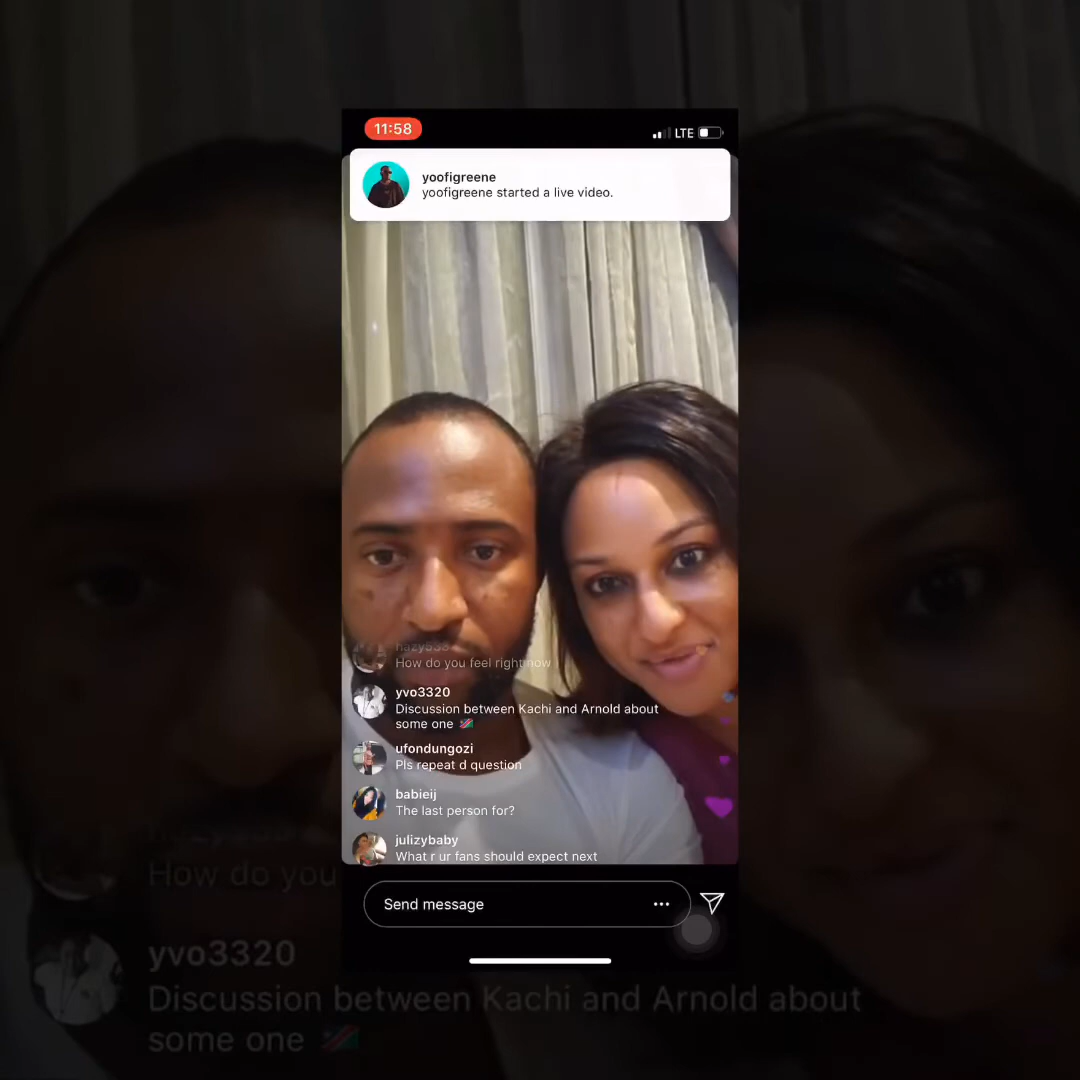 11:58
LTE
yoofigreene
yoofigreene started a live video.
How do you feel right now
yvo3320
Discussion between Kachi and Arnold about
some one 🇳🇦
ufondungozi
Pls repeat d question
babieij
The last person for?
julizybaby
What r ur fans should expect next
Send message
How do you
yvo3320
Discussion between Kachi and Arnold about
some one 🇳🇦